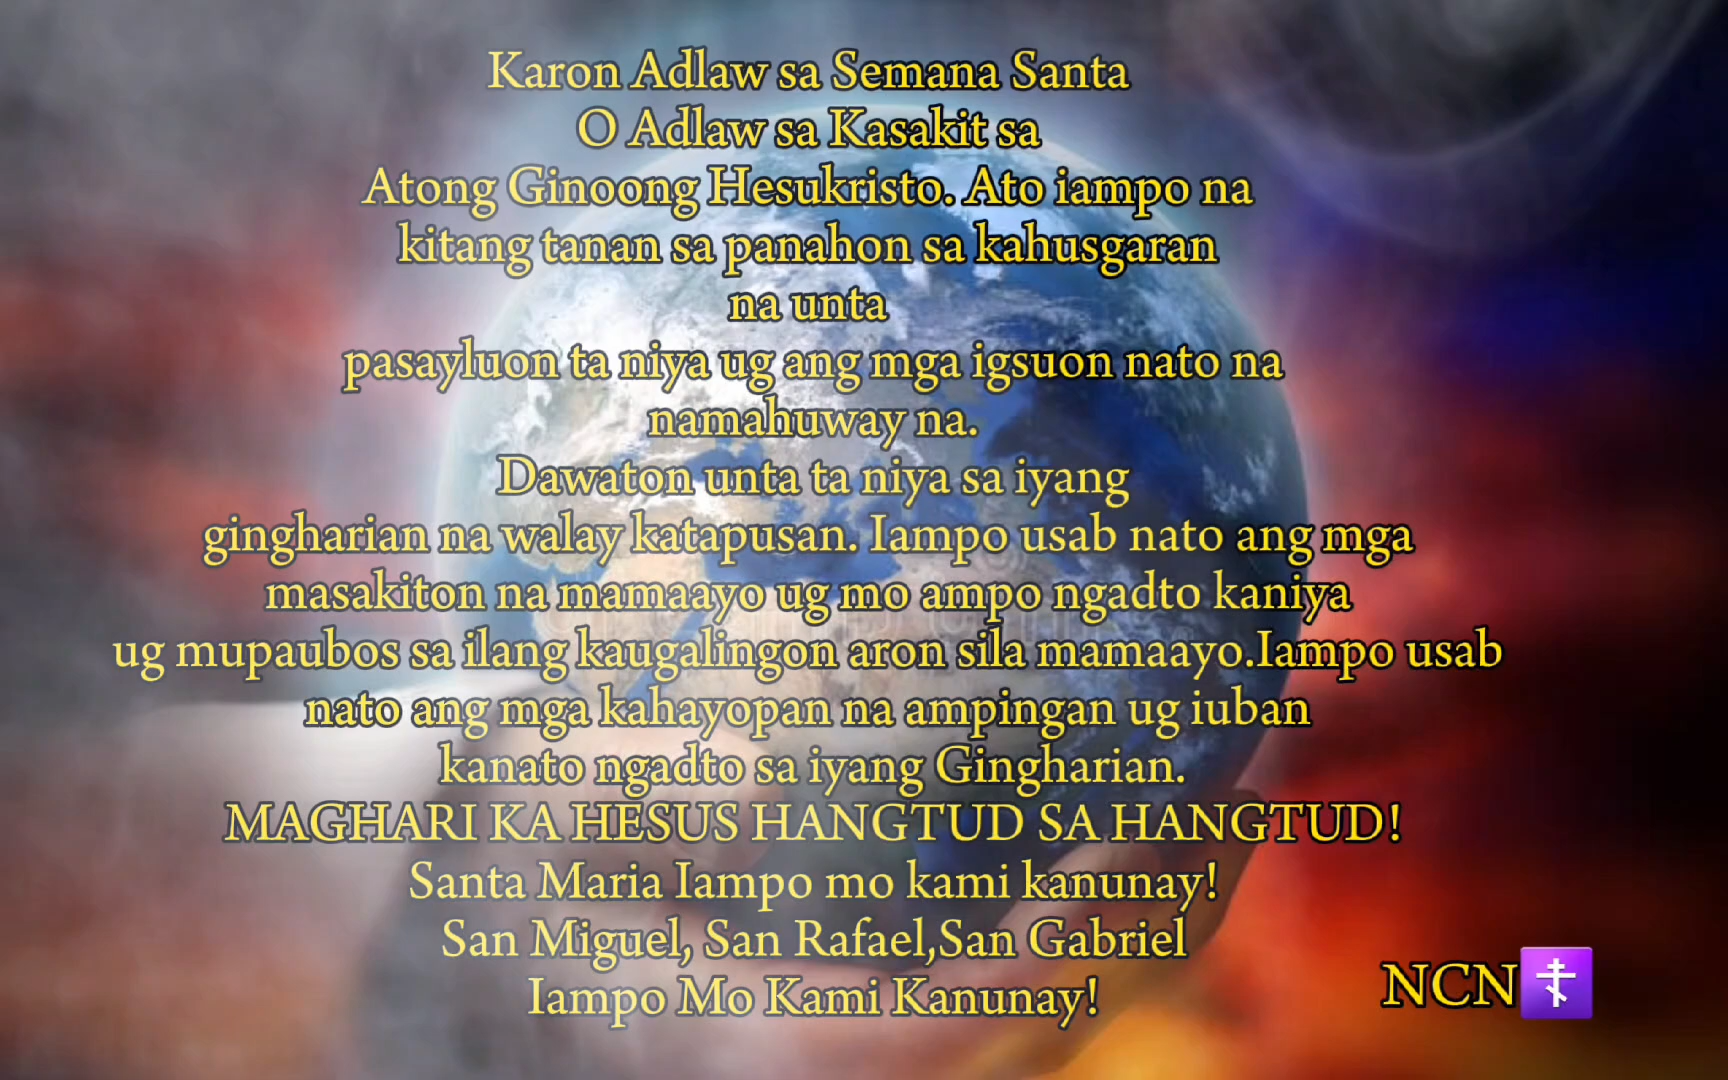 Karon Adlaw sa Semana Santa
O Adlaw sa Kasakit sa
Atong Ginoong Hesukristo. Ato iampo na
kitang tanan sa panahon sa kahusgaran
na unta
pasayluon ta niya ug ang mga igsuon nato na
namahuway na.
Dawaton unta ta niya sa iyang
gingharian na walay katapusan. Iampo usab nato ang mga
masakiton na mamaayo ug mo ampo ngadto kaniya
ug mupaubos sa ilang kaugalingon aron sila mamaayo.Iampo usab
nato ang mga kahayopan na ampingan ug iuban
kanato ngadto sa iyang Gingharian.
MAGHARI KA HESUS HANGTUD SA HANGTUD!
Santa Maria Iampo mo kami kanunay!
San Miguel, San Rafael,San Gabriel
Iampo Mo Kami Kanunay!
NCN☦